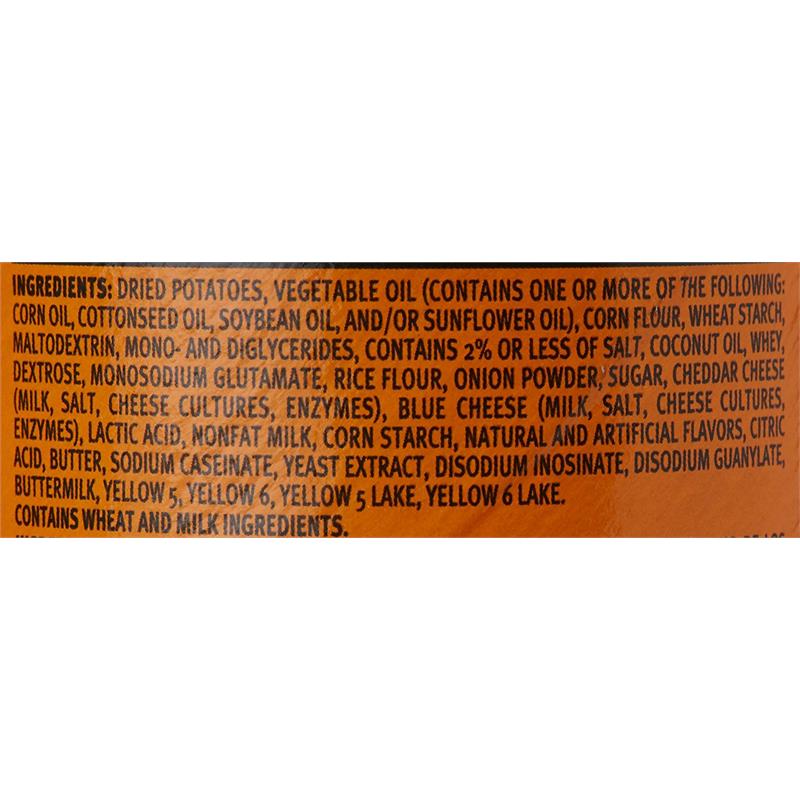 INGREDIENTS: DRIED POTATOES, VEGETABLE OIL (CONTAINS ONE OR MORE OF THE FOLLOWING:
CORN OIL, COTTONSEED OIL, SOYBEAN OIL, AND/OR SUNFLOWER OIL), CORN FLOUR, WHEAT STARCH,
MALTODEXTRIN, MONO- AND DIGLYCERIDES, CONTAINS 2% OR LESS OF SALT, COCONUT OIL, WHEY,
DEXTROSE, MONOSODIUM GLUTAMATE, RICE FLOUR, ONION POWDER, SUGAR, CHEDDAR CHEESE
(MILK, SALT, CHEESE CULTURES, ENZYMES), BLUE CHEESE (MILK, SALT, CHEESE CULTURES,
ENZYMES), LACTIC ACID, NONFAT MILK, CORN STARCH, NATURAL AND ARTIFICIAL FLAVORS, CITRIC
ACID, BUTTER, SODIUM CASEINATE, YEAST EXTRACT, DISODIUM INOSINATE, DISODIUM GUANYLATE,
BUTTERMILK, YELLOW 5, YELLOW 6, YELLOW 5 LAKE, YELLOW 6 LAKE.
CONTAINS WHEAT AND MILK INGREDIENTS.